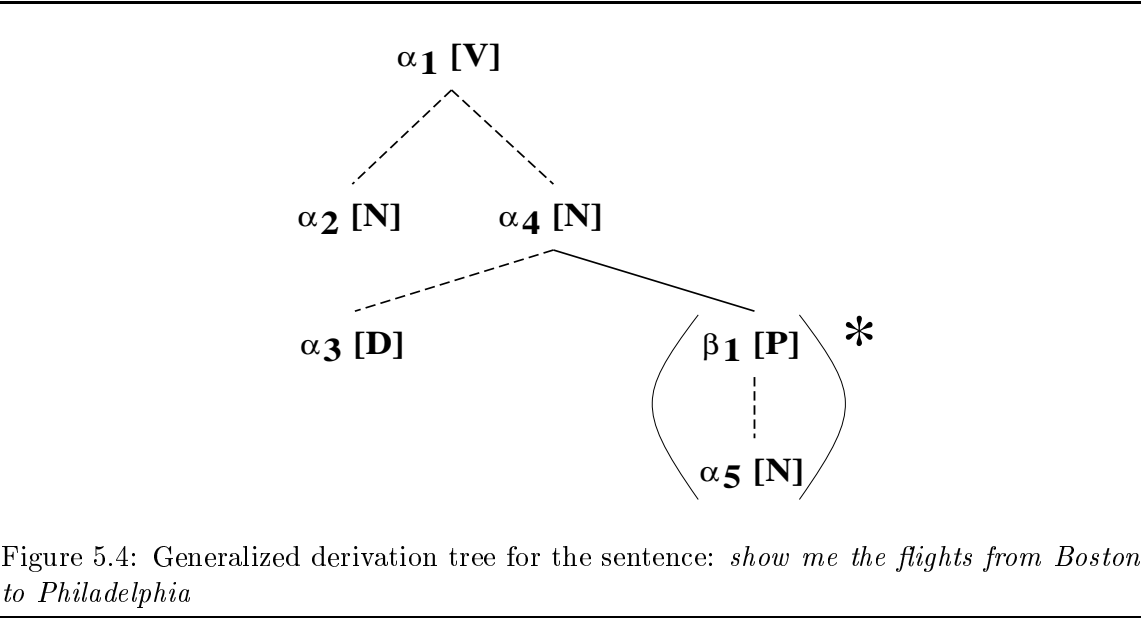 α1 [V]
α2 [N] α4 [N]
α3 [D] β1 [P] *
α5 [N]
Figure 5.4: Generalized derivation tree for the sentence: show me the flights from Boston
to Philadelphia